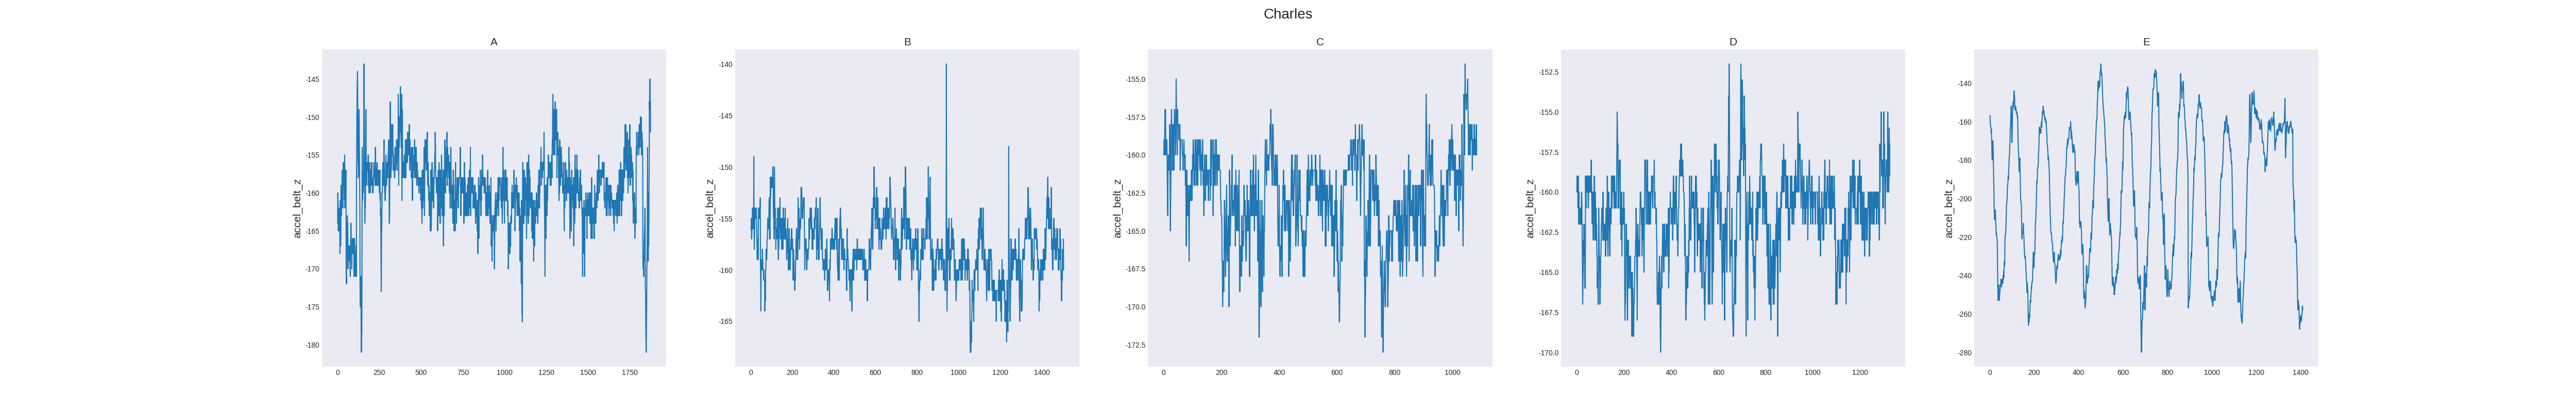 Charles
A
B
C
D
E
accel_belt_z
-145
-150
-155
-160
-165
-170
-175
-180
0 250 500 750 1000 1250 1500 1750
accel_belt_z
-140
-145
-150
-155
-160
-165
0 200 400 600 800 1000 1200 1400
accel_belt_z
-155.0
-157.5
-160.0
-162.5
-165.0
-167.5
-170.0
-172.5
0 200 400 600 800 1000
accel_belt_z
-152.5
-155.0
-157.5
-160.0
-162.5
-165.0
-167.5
-170.0
0 200 400 600 800 1000 1200
accel_belt_z
-140
-160
-180
-200
-220
-240
-260
-280
0 200 400 600 800 1000 1200 1400